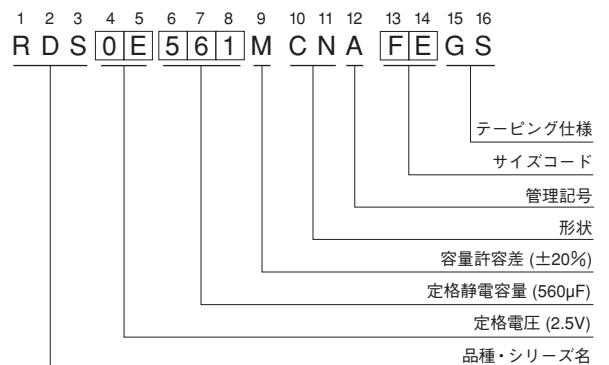 1 2 3 4 5 6 7 8 9 10 11 12 13 14 15 16
R D S 0 E 5 6 1 M C N A F E G S
テーピング仕様
サイズコード
管理記号
形状
容量許容差 (±20%)
定格静電容量 (560µF)
定格電圧 (2.5V)
品種・シリーズ名